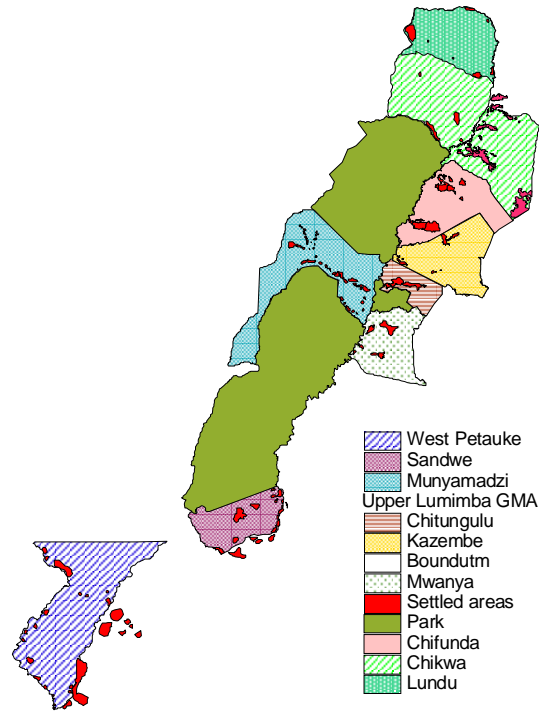 West Petauke
Sandwe
Munyamadzi
Upper Lumimba GMA
Chitungulu
Kazembe
Boundutm
Mwanya
Settled areas
Park
Chifunda
Chikwa
Lundu